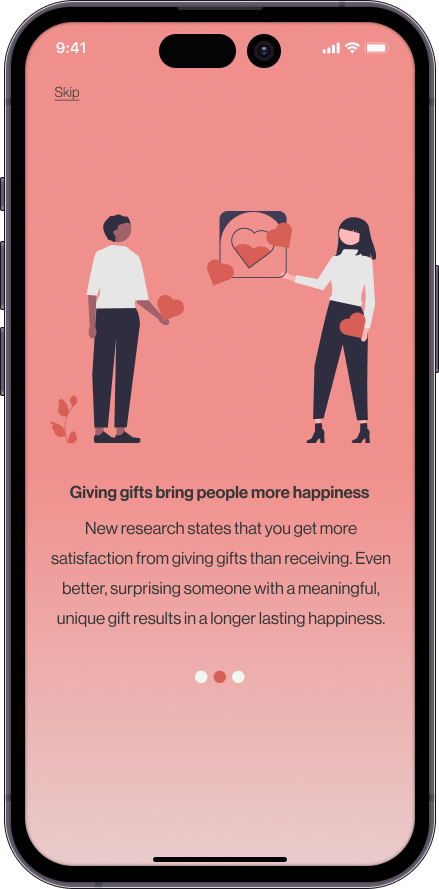 9:41
Skip
Giving gifts bring people more happiness
New research states that you get more
satisfaction from giving gifts than receiving. Even
better, surprising someone with a meaningful,
unique gift results in a longer lasting happiness.